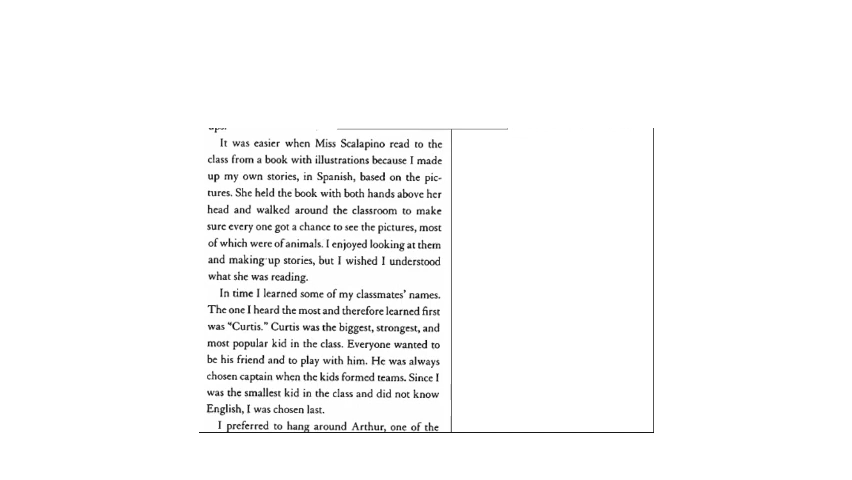 ups.
It was easier when Miss Scalapino read to the
class from a book with illustrations because I made
up my own stories, in Spanish, based on the pic-
tures. She held the book with both hands above her
head and walked around the classroom to make
sure every one got a chance to see the pictures, most
of which were of animals. I enjoyed looking at them
and making up stories, but I wished I understood
what she was reading.
In time I learned some of my classmates' names.
The one I heard the most and therefore learned first
was "Curtis." Curtis was the biggest, strongest, and
most popular kid in the class. Everyone wanted to
be his friend and to play with him. He was always
chosen captain when the kids formed teams. Since I
was the smallest kid in the class and did not know
English, I was chosen last.
I preferred to hang around Arthur, one of the